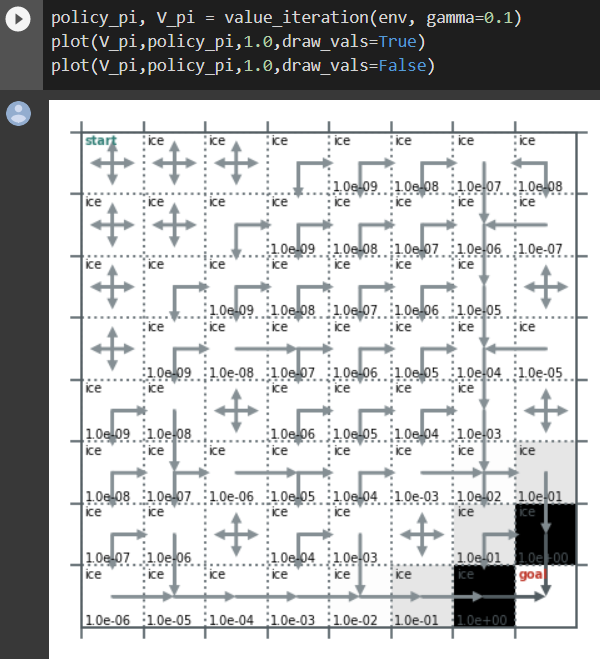 policy_pi, V_pi = value_iteration(env, gamma=0.1)
plot(V_pi,policy_pi,1.0,draw_vals=True)
plot(V_pi,policy_pi,1.0,draw_vals=False)
start ice ice ice ice ice ice ice
1.0e-09 1.0e-08 1.0e-07 1.0e-08
ice ice ice ice ice ice ice ice
1.0e-09 1.0e-08 1.0e-07 1.0e-06 1.0e-07
ice ice ice ice ice ice ice
1.0e-09 1.0e-08 1.0e-07 1.0e-06 1.0e-05
ice ice ice ice ice ice ice
1.0e-09 1.0e-08 1.0e-07 1.0e-06 1.0e-05 1.0e-04 1.0e-05
ice ice ice ice ice ice
1.0e-09 1.0e-08 1.0e-06 1.0e-05 1.0e-04 1.0e-03
ice ice ice ice ice ice ice ice
1.0e-08 1.0e-07 1.0e-06 1.0e-05 1.0e-04 1.0e-03 1.0e-02 1.0e-01
ice ice ice ice ice ice
1.0e-07 1.0e-06 1.0e-04 1.0e-03 1.0e-01 1.0e+00
ice ice ice ice ice ice ice goal
1.0e-06 1.0e-05 1.0e-04 1.0e-03 1.0e-02 1.0e-01 1.0e+00